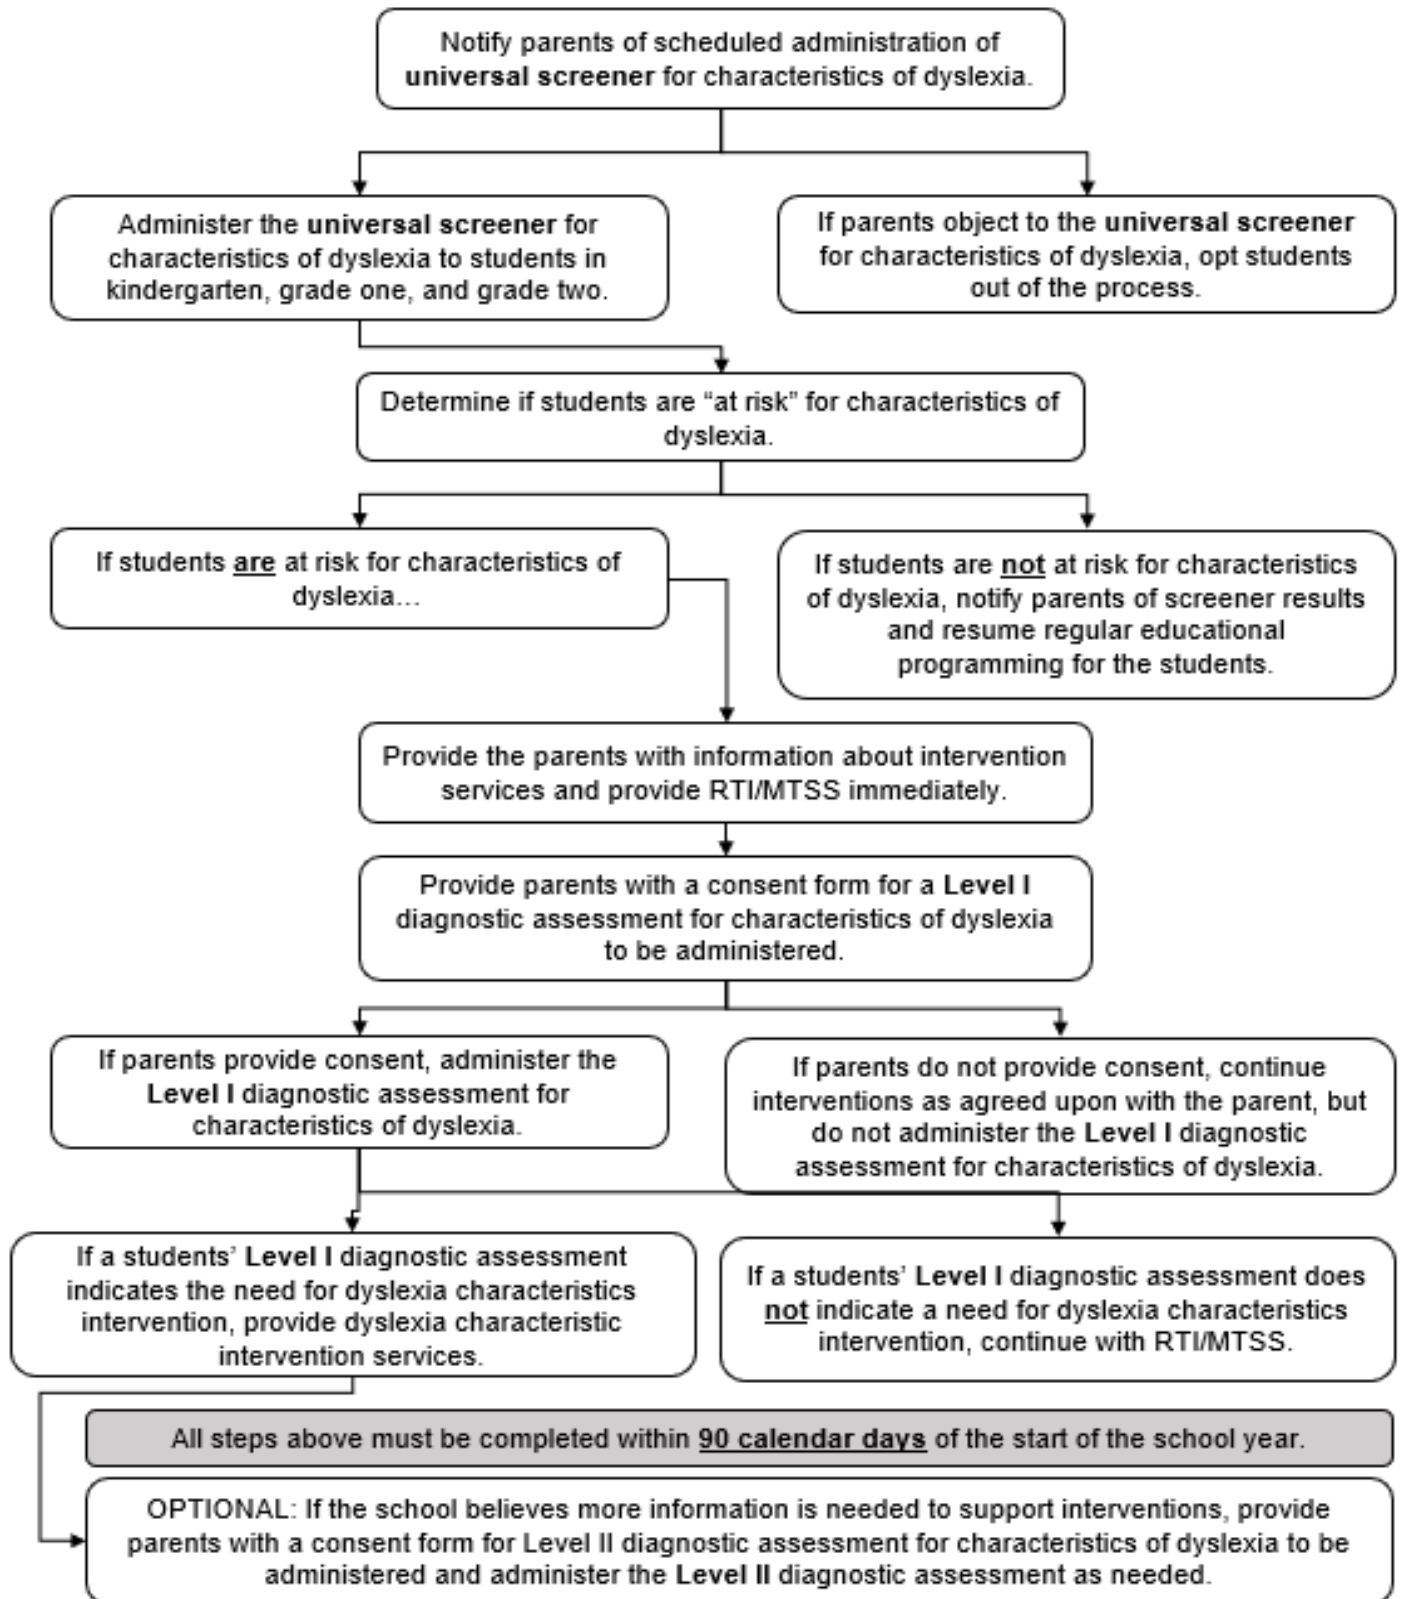 Notify parents of scheduled administration of
universal screener for characteristics of dyslexia.
Administer the universal screener for
characteristics of dyslexia to students in
kindergarten, grade one, and grade two.
If parents object to the universal screener
for characteristics of dyslexia, opt students
out of the process.
Determine if students are “at risk” for characteristics of
dyslexia.
If students are at risk for characteristics of
dyslexia…
If students are not at risk for characteristics
of dyslexia, notify parents of screener results
and resume regular educational
programming for the students.
Provide the parents with information about intervention
services and provide RTI/MTSS immediately.
Provide parents with a consent form for a Level I
diagnostic assessment for characteristics of dyslexia
to be administered.
If parents provide consent, administer the
Level I diagnostic assessment for
characteristics of dyslexia.
If parents do not provide consent, continue
interventions as agreed upon with the parent, but
do not administer the Level I diagnostic
assessment for characteristics of dyslexia.
If a students’ Level I diagnostic assessment
indicates the need for dyslexia characteristics
intervention, provide dyslexia characteristic
intervention services.
If a students’ Level I diagnostic assessment does
not indicate a need for dyslexia characteristics
intervention, continue with RTI/MTSS.
All steps above must be completed within 90 calendar days of the start of the school year.
OPTIONAL: If the school believes more information is needed to support interventions, provide
parents with a consent form for Level II diagnostic assessment for characteristics of dyslexia to be
administered and administer the Level II diagnostic assessment as needed.